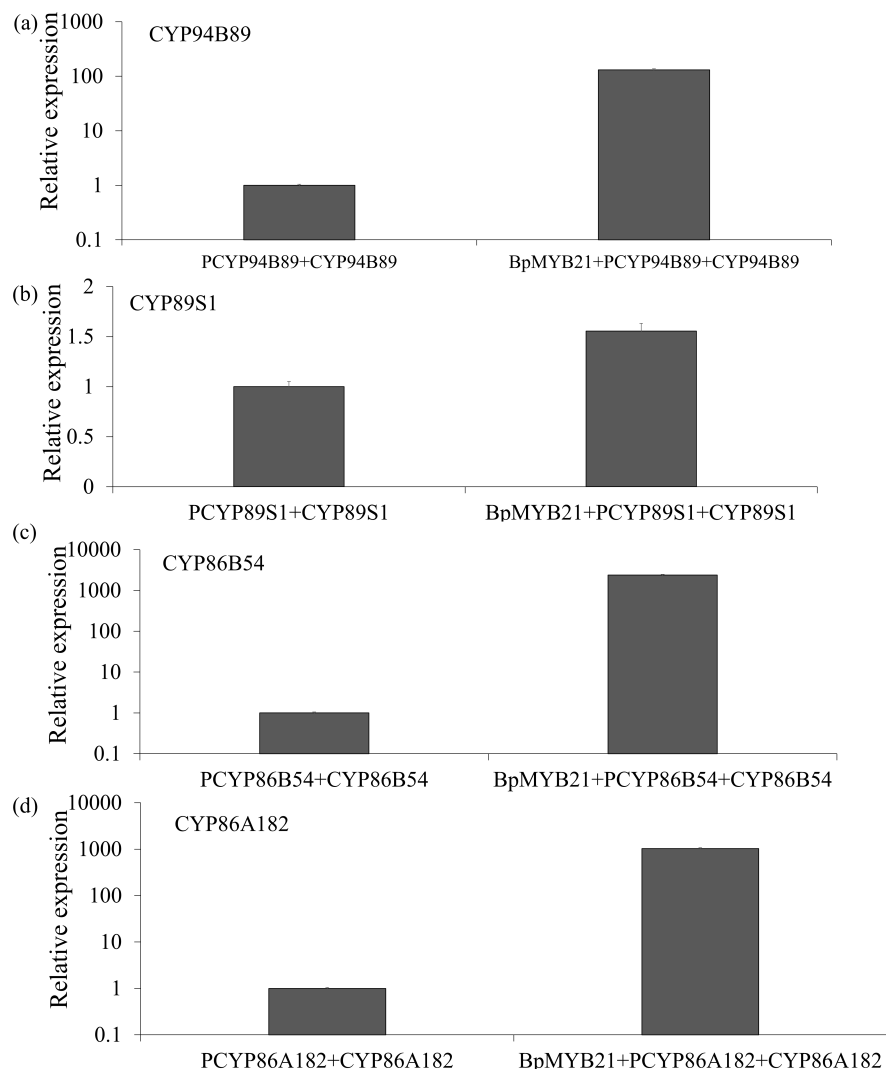 (a)
CYP94B89
Relative expression
1000
100
10
1
0.1
PCYP94B89+CYP94B89
BpMYB21+PCYP94B89+CYP94B89
(b)
CYP89S1
Relative expression
2
1.5
1
0.5
0
PCYP89S1+CYP89S1
BpMYB21+PCYP89S1+CYP89S1
(c)
CYP86B54
Relative expression
10000
1000
100
10
1
0.1
PCYP86B54+CYP86B54
BpMYB21+PCYP86B54+CYP86B54
(d)
CYP86A182
Relative expression
10000
1000
100
10
1
0.1
PCYP86A182+CYP86A182
BpMYB21+PCYP86A182+CYP86A182